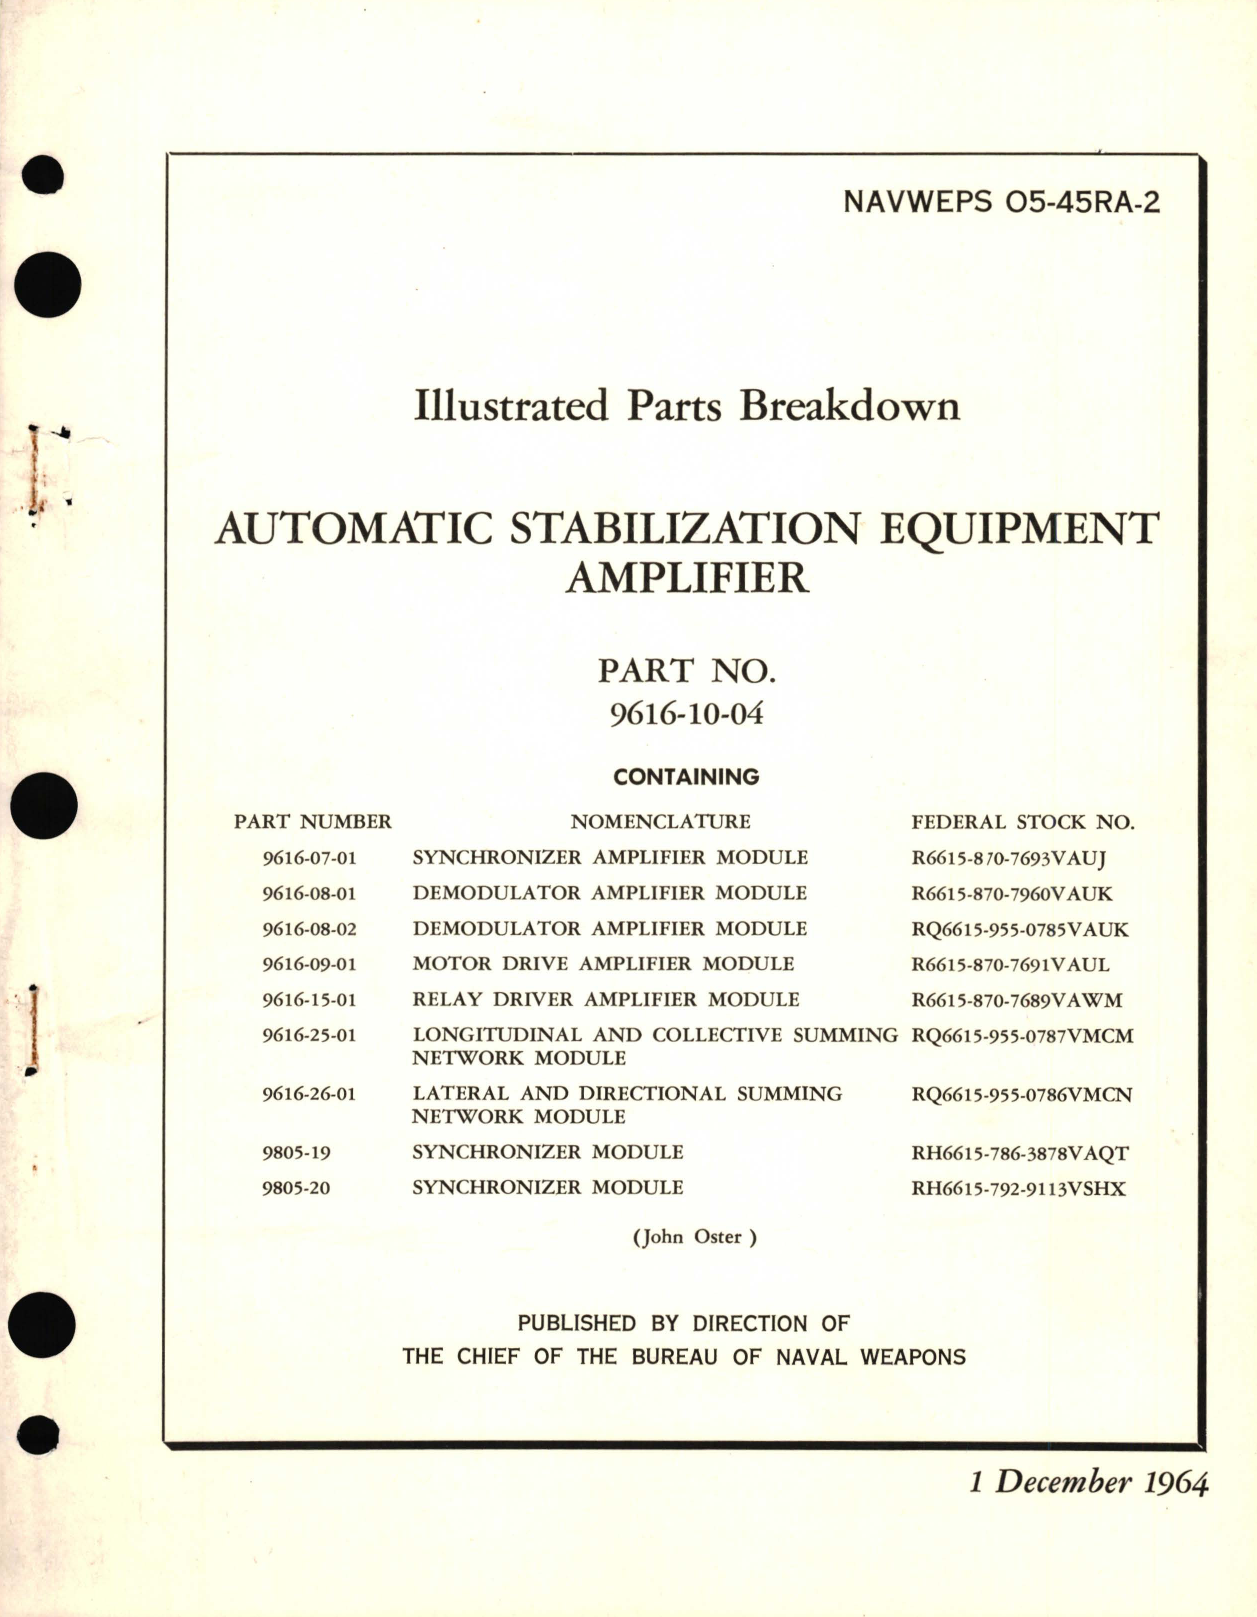 NAVWEPS 05-45RA-2
Illustrated Parts Breakdown
AUTOMATIC STABILIZATION EQUIPMENT
AMPLIFIER
PART NO.
9616-10-04
CONTAINING
PART NUMBER NOMENCLATURE FEDERAL STOCK NO.
9616-07-01 SYNCHRONIZER AMPLIFIER MODULE R6615-870-7693VAUJ
9616-08-01 DEMODULATOR AMPLIFIER MODULE R6615-870-7960VAUK
9616-08-02 DEMODULATOR AMPLIFIER MODULE RQ6615-955-0785VAUK
9616-09-01 MOTOR DRIVE AMPLIFIER MODULE R6615-870-7691VAUL
9616-15-01 RELAY DRIVER AMPLIFIER MODULE R6615-870-7689VAWM
9616-25-01 LONGITUDINAL AND COLLECTIVE SUMMING RQ6615-955-0787VMCM
NETWORK MODULE
9616-26-01 LATERAL AND DIRECTIONAL SUMMING RQ6615-955-0786VMCN
NETWORK MODULE
9805-19 SYNCHRONIZER MODULE RH6615-786-3878VAQT
9805-20 SYNCHRONIZER MODULE RH6615-792-9113VSHX
(John Oster )
PUBLISHED BY DIRECTION OF
THE CHIEF OF THE BUREAU OF NAVAL WEAPONS
1 December 1964